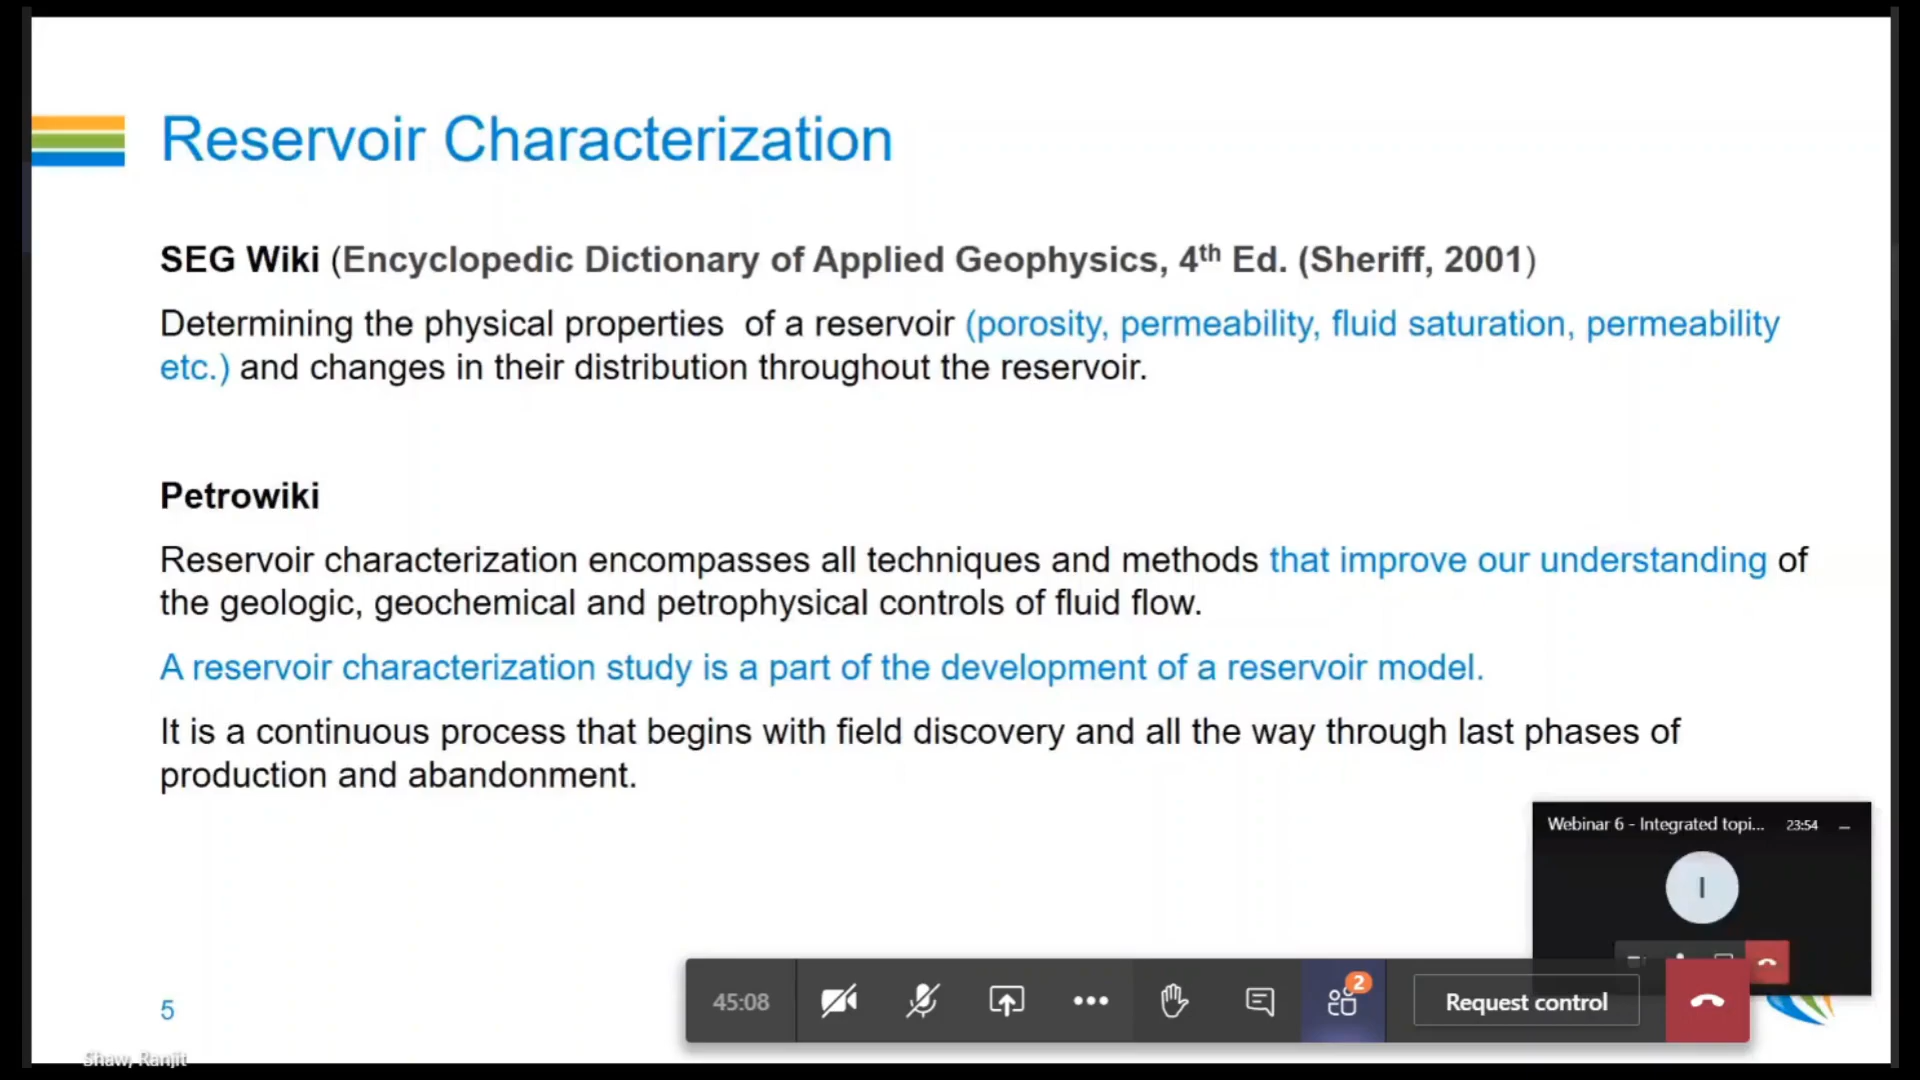 Reservoir Characterization
SEG Wiki (Encyclopedic Dictionary of Applied Geophysics, 4th Ed. (Sheriff, 2001)
Determining the physical properties of a reservoir (porosity, permeability, fluid saturation, permeability
etc.) and changes in their distribution throughout the reservoir.
Petrowiki
Reservoir characterization encompasses all techniques and methods that improve our understanding of
the geologic, geochemical and petrophysical controls of fluid flow.
A reservoir characterization study is a part of the development of a reservoir model.
It is a continuous process that begins with field discovery and all the way through last phases of
production and abandonment.
Webinar 6 - Integrated topi... 23:54
I
2
45:08
Request control
5
Shaw, Ranjit